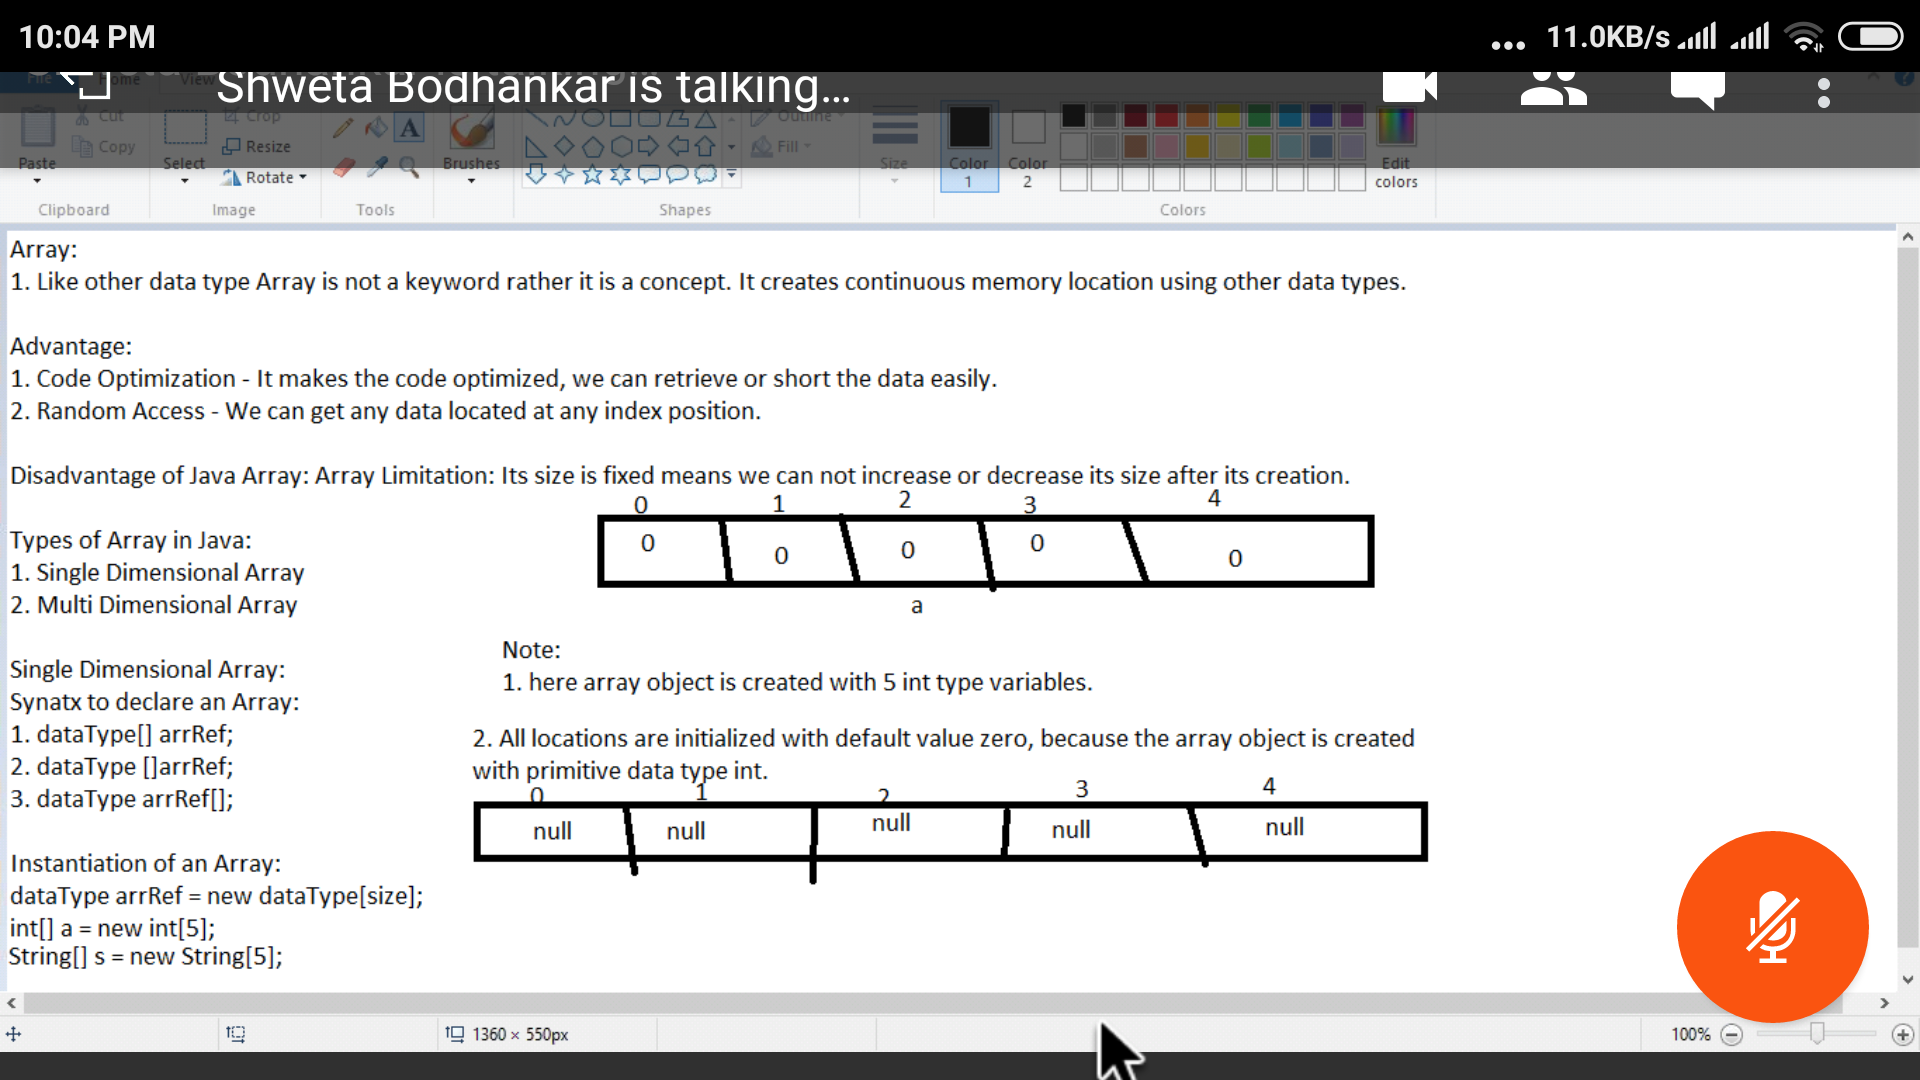 10:04 PM
... 11.0KB/s
Shweta Bodhankar is talking...
File Home View
Cut
Crop
Outline
Copy
Resize
Fill
Paste
Select
Rotate
Brushes
Size
Color 1
Color 2
Edit colors
Clipboard
Image
Tools
Shapes
Colors
Array:
1. Like other data type Array is not a keyword rather it is a concept. It creates continuous memory location using other data types.
Advantage:
1. Code Optimization - It makes the code optimized, we can retrieve or short the data easily.
2. Random Access - We can get any data located at any index position.
Disadvantage of Java Array: Array Limitation: Its size is fixed means we can not increase or decrease its size after its creation.
0 1 2 3 4
0 0 0 0 0
a
Types of Array in Java:
1. Single Dimensional Array
2. Multi Dimensional Array
Note:
1. here array object is created with 5 int type variables.
2. All locations are initialized with default value zero, because the array object is created
with primitive data type int.
0 1 2 3 4
null null null null null
Single Dimensional Array:
Synatx to declare an Array:
1. dataType[] arrRef;
2. dataType []arrRef;
3. dataType arrRef[];
Instantiation of an Array:
dataType arrRef = new dataType[size];
int[] a = new int[5];
String[] s = new String[5];
1360 × 550px
100%